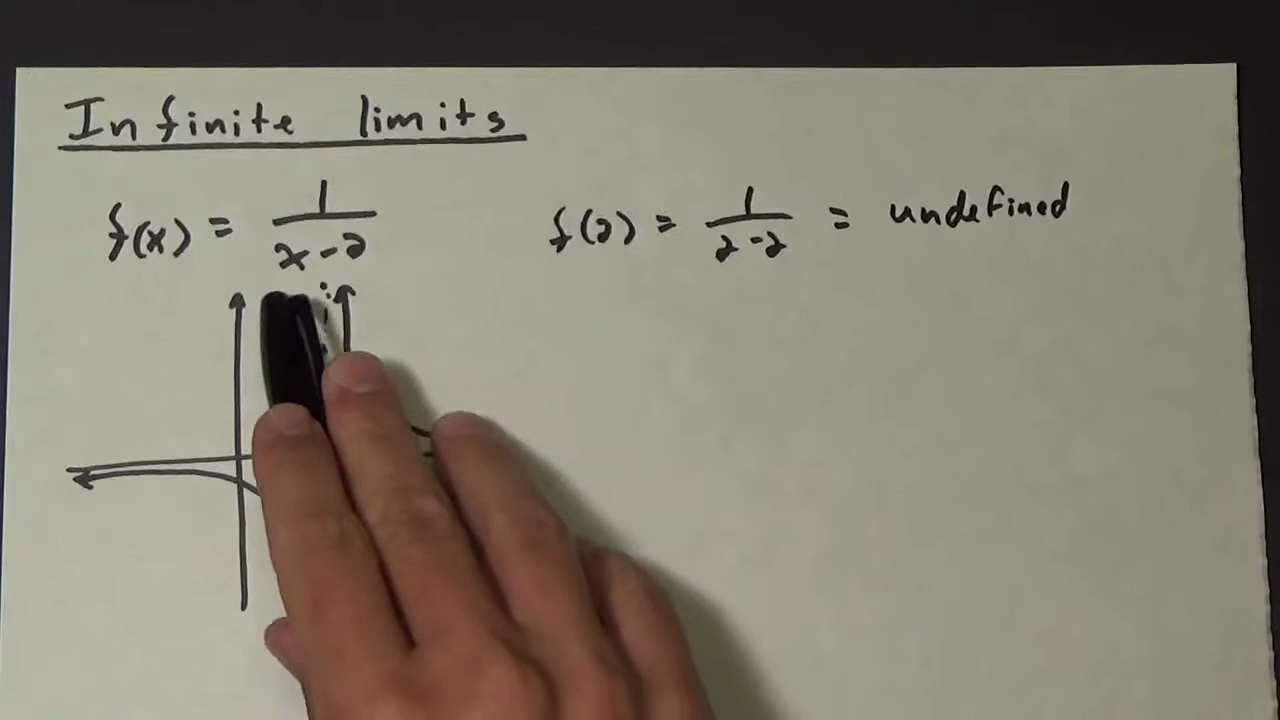 Infinite limits
f(x) = 1/(x-2)
f(2) = 1/(2-2) = undefined